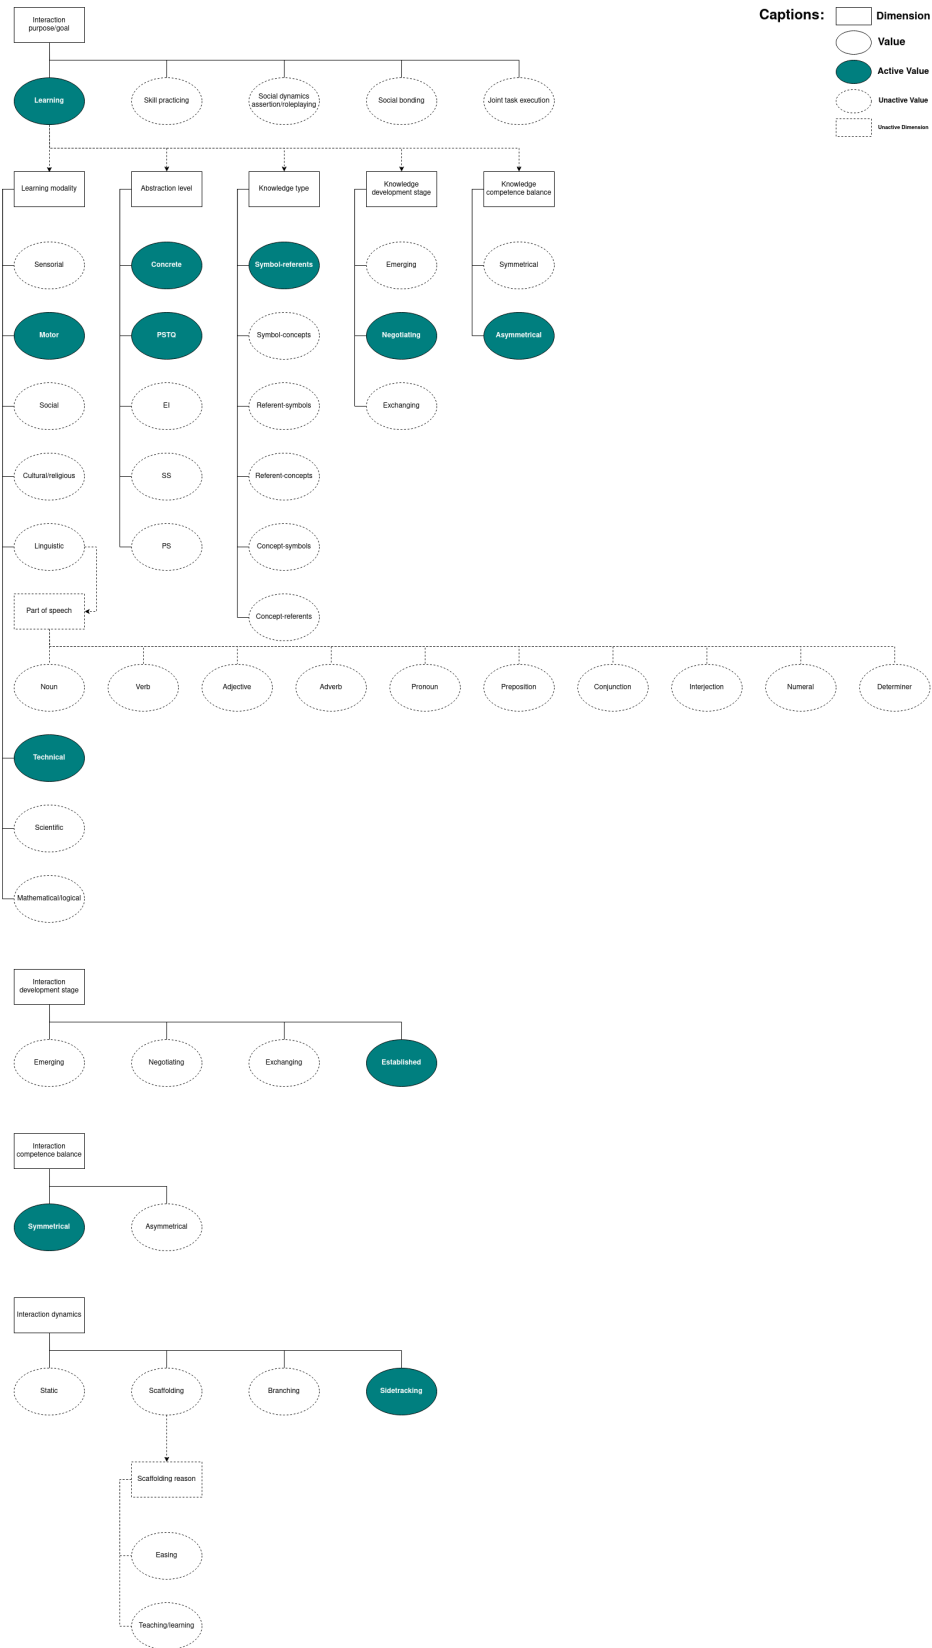 Interaction
purpose/goal
Captions:
Dimension
Value
Active Value
Unactive Value
Unactive Dimension
Learning
Skill practicing
Social dynamics
assertion/roleplaying
Social bonding
Joint task execution
Learning modality
Abstraction level
Knowledge type
Knowledge
development stage
Knowledge
competence balance
Sensorial
Concrete
Symbol-referents
Emerging
Symmetrical
Motor
PSTQ
Symbol-concepts
Negotiating
Asymmetrical
Social
EI
Referent-symbols
Exchanging
Cultural/religious
SS
Referent-concepts
Linguistic
PS
Concept-symbols
Part of speech
Concept-referents
Noun
Verb
Adjective
Adverb
Pronoun
Preposition
Conjunction
Interjection
Numeral
Determiner
Technical
Scientific
Mathematical/logical
Interaction
development stage
Emerging
Negotiating
Exchanging
Established
Interaction
competence balance
Symmetrical
Asymmetrical
Interaction dynamics
Static
Scaffolding
Branching
Sidetracking
Scaffolding reason
Easing
Teaching/learning